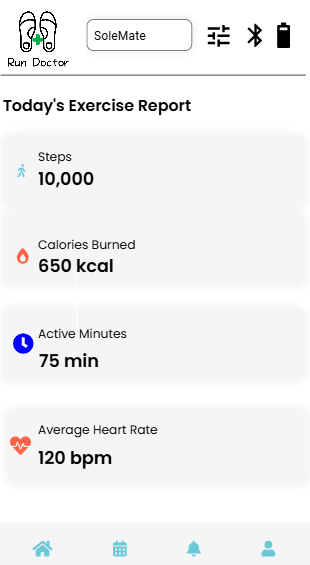 Run Doctor
SoleMate
Today's Exercise Report
Steps
10,000
Calories Burned
650 kcal
Active Minutes
75 min
Average Heart Rate
120 bpm